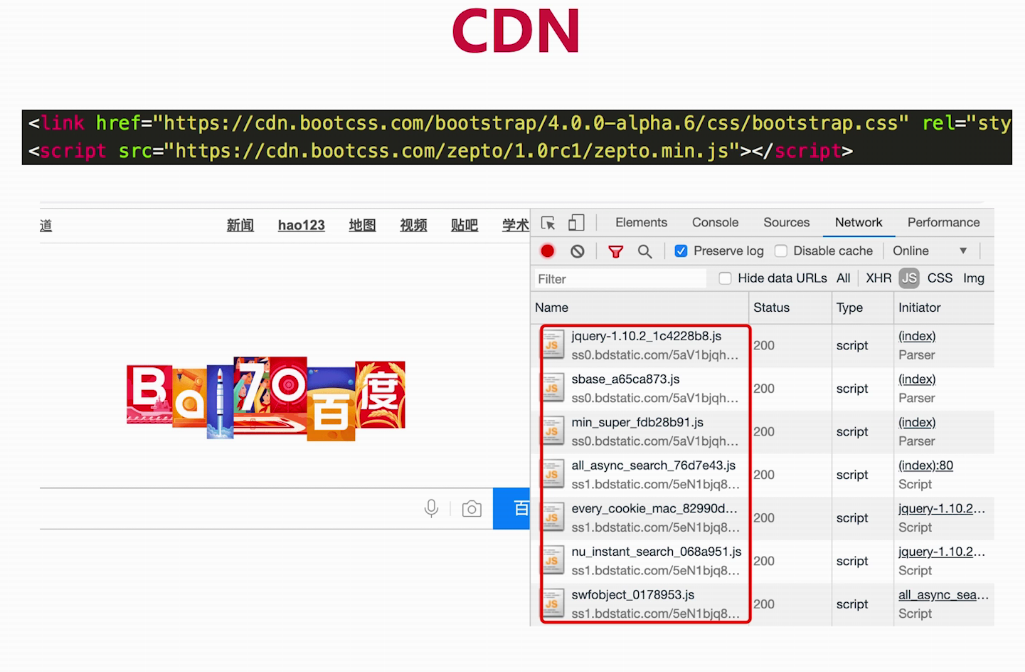 CDN
<link href="https://cdn.bootcss.com/bootstrap/4.0.0-alpha.6/css/bootstrap.css" rel="sty
<script src="https://cdn.bootcss.com/zepto/1.0rc1/zepto.min.js"></script>
道 新闻 hao123 地图 视频 贴吧 学术
Ba 70 百度
百
Elements Console Sources Network Performance
Preserve log Disable cache Online
Filter Hide data URLs All XHR JS CSS Img
Name Status Type Initiator
jquery-1.10.2_1c4228b8.js 200 script (index)
ss0.bdstatic.com/5aV1bjqh... Parser
sbase_a65ca873.js 200 script (index)
ss0.bdstatic.com/5aV1bjqh... Parser
min_super_fdb28b91.js 200 script (index)
ss0.bdstatic.com/5aV1bjqh... Parser
all_async_search_76d7e43.js 200 script (index):80
ss1.bdstatic.com/5eN1bjq8... Script
every_cookie_mac_82990d... 200 script jquery-1.10.2...
ss1.bdstatic.com/5eN1bjq8... Script
nu_instant_search_068a951.js 200 script jquery-1.10.2...
ss1.bdstatic.com/5eN1bjq8... Script
swfobject_0178953.js 200 script all_async_sea...
ss1.bdstatic.com/5eN1bjq8... Script